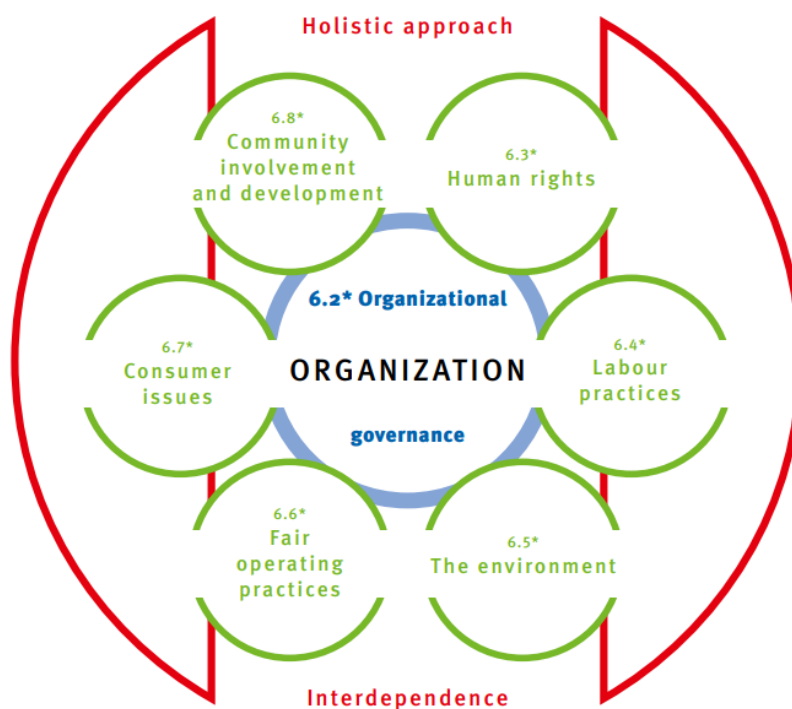 Holistic approach
6.8*
Community
involvement
and development
6.3*
Human rights
6.2* Organizational
6.7*
Consumer
issues
ORGANIZATION
6.4*
Labour
practices
governance
6.6*
Fair
operating
practices
6.5*
The environment
Interdependence